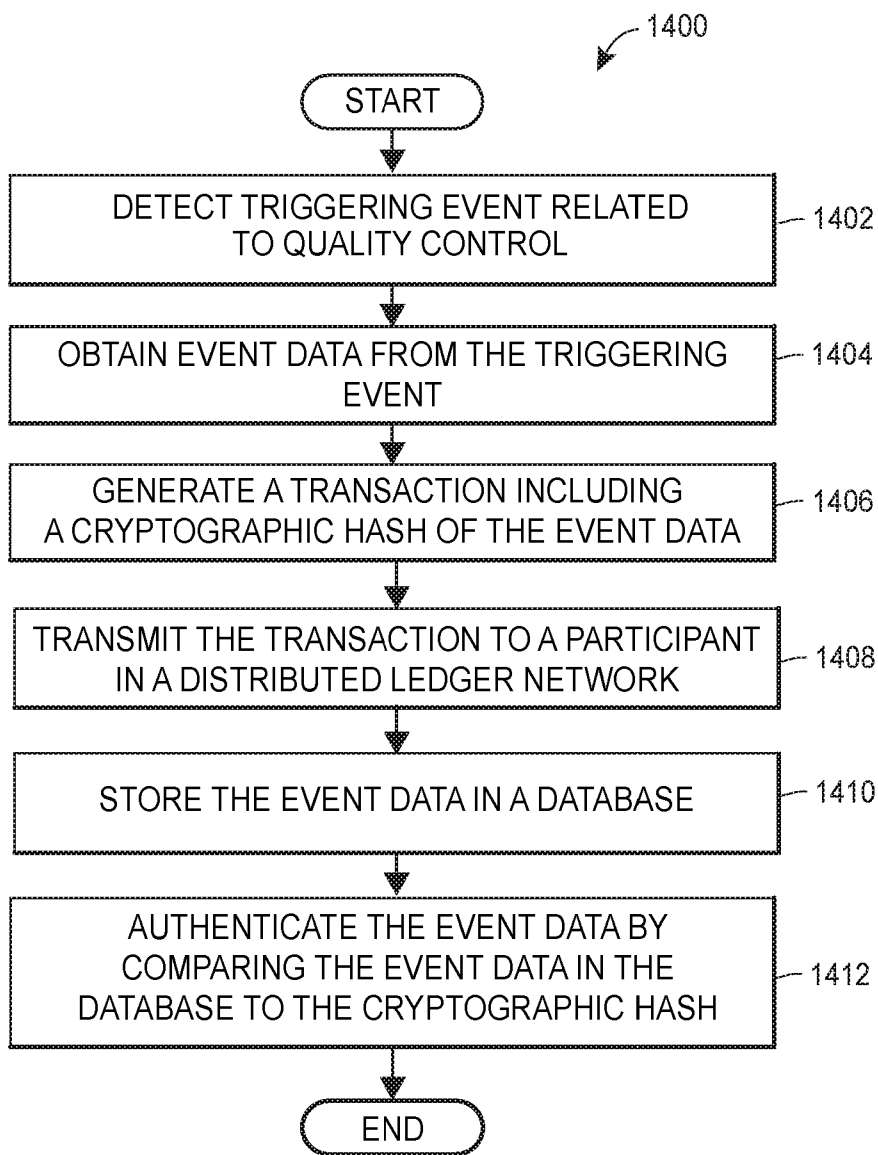 1400
START
DETECT TRIGGERING EVENT RELATED
TO QUALITY CONTROL
1402
OBTAIN EVENT DATA FROM THE TRIGGERING
EVENT
1404
GENERATE A TRANSACTION INCLUDING
A CRYPTOGRAPHIC HASH OF THE EVENT DATA
1406
TRANSMIT THE TRANSACTION TO A PARTICIPANT
IN A DISTRIBUTED LEDGER NETWORK
1408
STORE THE EVENT DATA IN A DATABASE
1410
AUTHENTICATE THE EVENT DATA BY
COMPARING THE EVENT DATA IN THE
DATABASE TO THE CRYPTOGRAPHIC HASH
1412
END